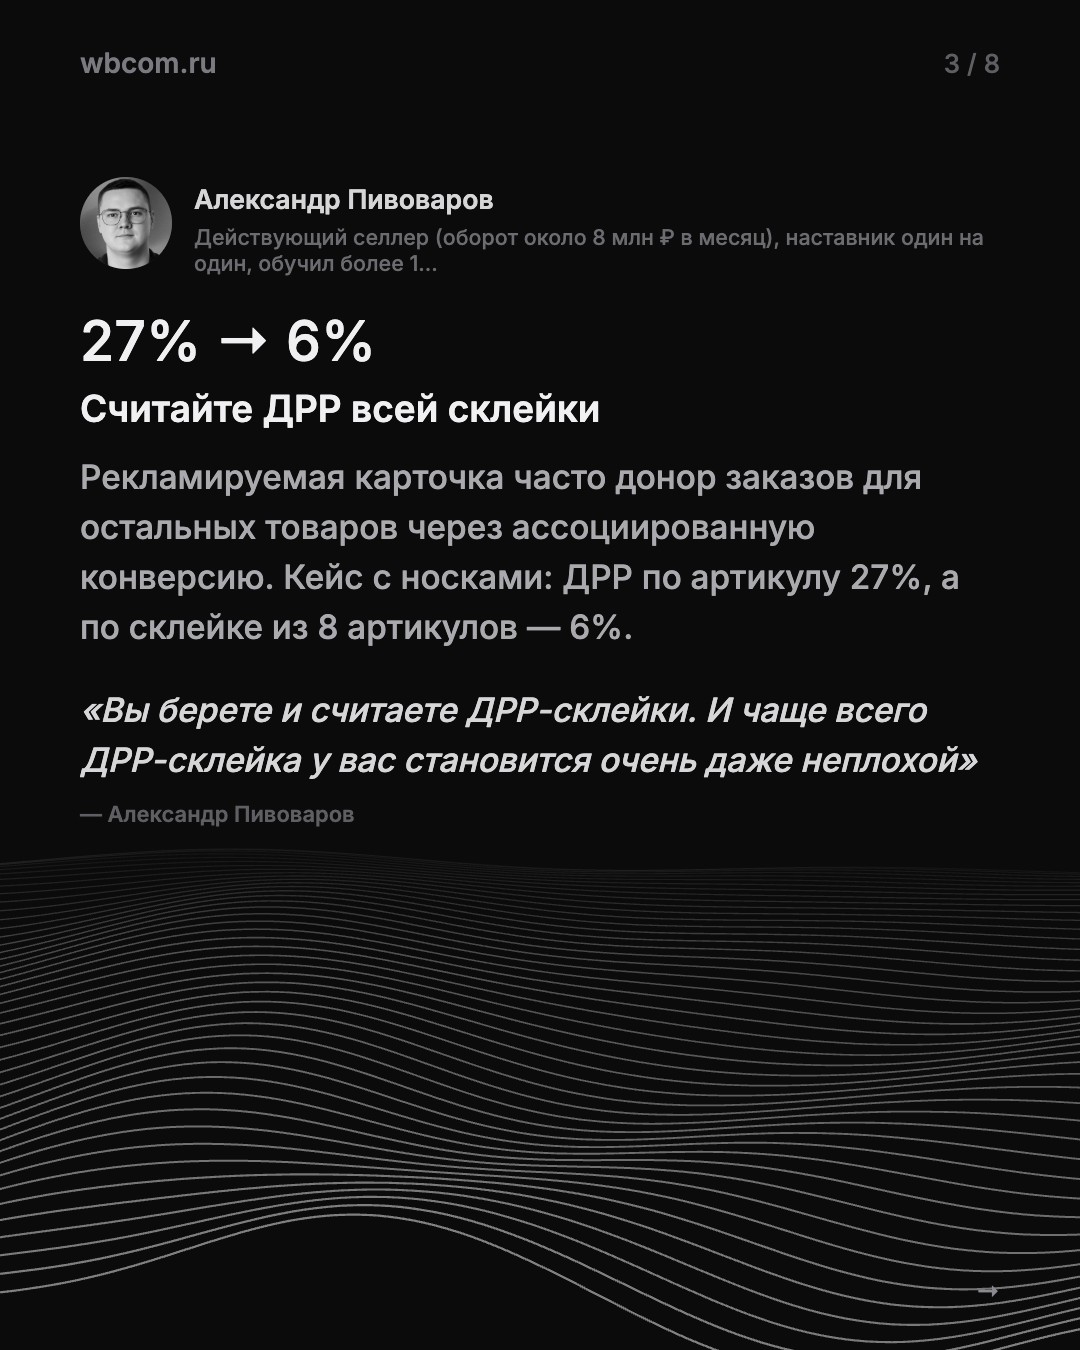 wbcom.ru
3 / 8
Александр Пивоваров
Действующий селлер (оборот около 8 млн ₽ в месяц), наставник один на
один, обучил более 1...
27% → 6%
Считайте ДРР всей склейки
Рекламируемая карточка часто донор заказов для
остальных товаров через ассоциированную
конверсию. Кейс с носками: ДРР по артикулу 27%, а
по склейке из 8 артикулов — 6%.
«Вы берете и считаете ДРР-склейки. И чаще всего
ДРР-склейка у вас становится очень даже неплохой»
— Александр Пивоваров
→